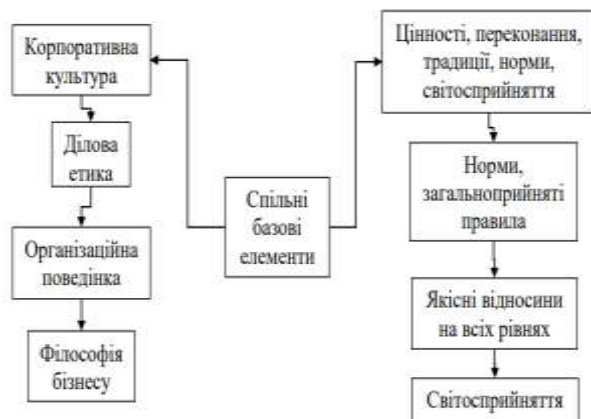 Корпоративна
культура
Ділова
етика
Організаційна
поведінка
Філософія
бізнесу
Спільні
базові
елементи
Цінності, переконання,
традиції, норми,
світосприйняття
Норми,
загальноприйняті
правила
Якісні відносини
на всіх рівнях
Світосприйняття